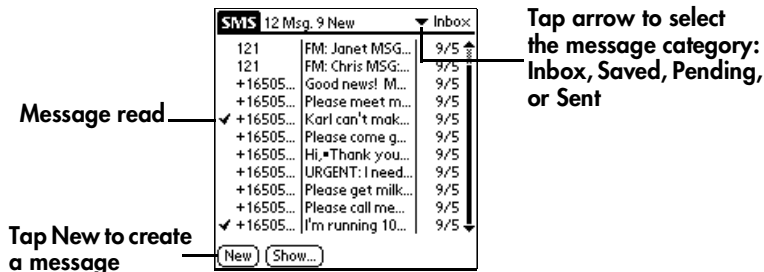 SMS 12 Msg. 9 New Inbox
121 FM: Janet MSG... 9/5
121 FM: Chris MSG:... 9/5
+16505... Good news! M... 9/5
+16505... Please meet m... 9/5
✔ +16505... Karl can't mak... 9/5
+16505... Please come g... 9/5
+16505... Hi,▪Thank you... 9/5
+16505... URGENT: I need... 9/5
+16505... Please get milk... 9/5
+16505... Please call me... 9/5
✔ +16505... I'm running 10... 9/5
New Show...
Tap arrow to select
the message category:
Inbox, Saved, Pending,
or Sent
Message read
Tap New to create
a message